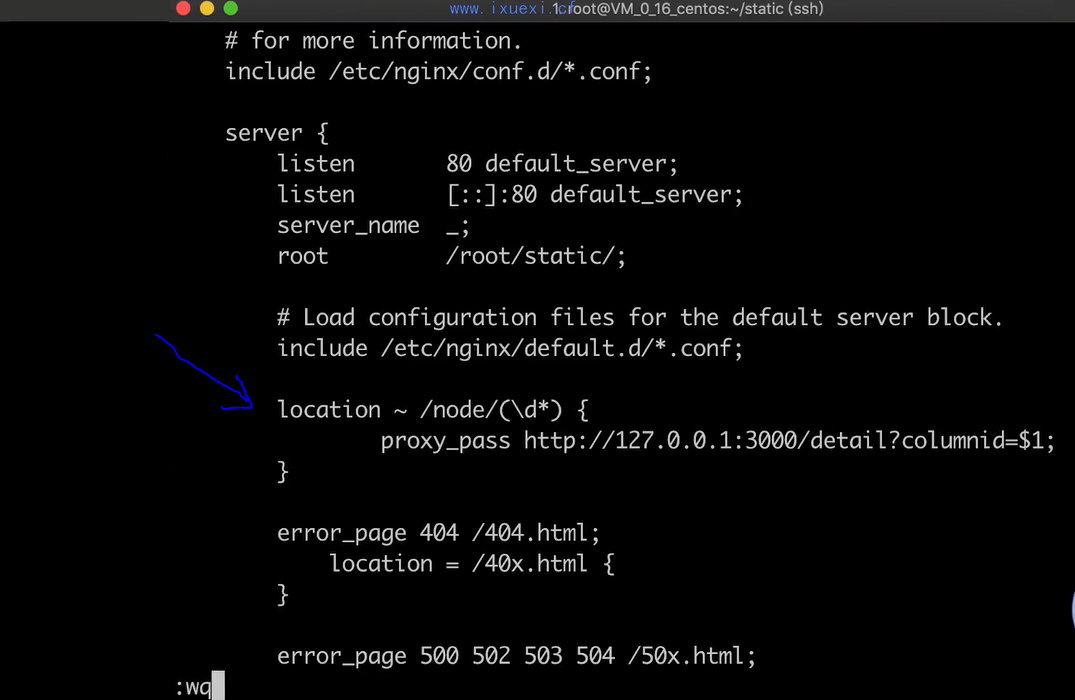 www.ixuexi.cf
1. root@VM_0_16_centos:~/static (ssh)
# for more information.
include /etc/nginx/conf.d/*.conf;
server {
listen 80 default_server;
listen [::]:80 default_server;
server_name _;
root /root/static/;
# Load configuration files for the default server block.
include /etc/nginx/default.d/*.conf;
location ~ /node/(\d*) {
proxy_pass http://127.0.0.1:3000/detail?columnid=$1;
}
error_page 404 /404.html;
location = /40x.html {
}
error_page 500 502 503 504 /50x.html;
:wq